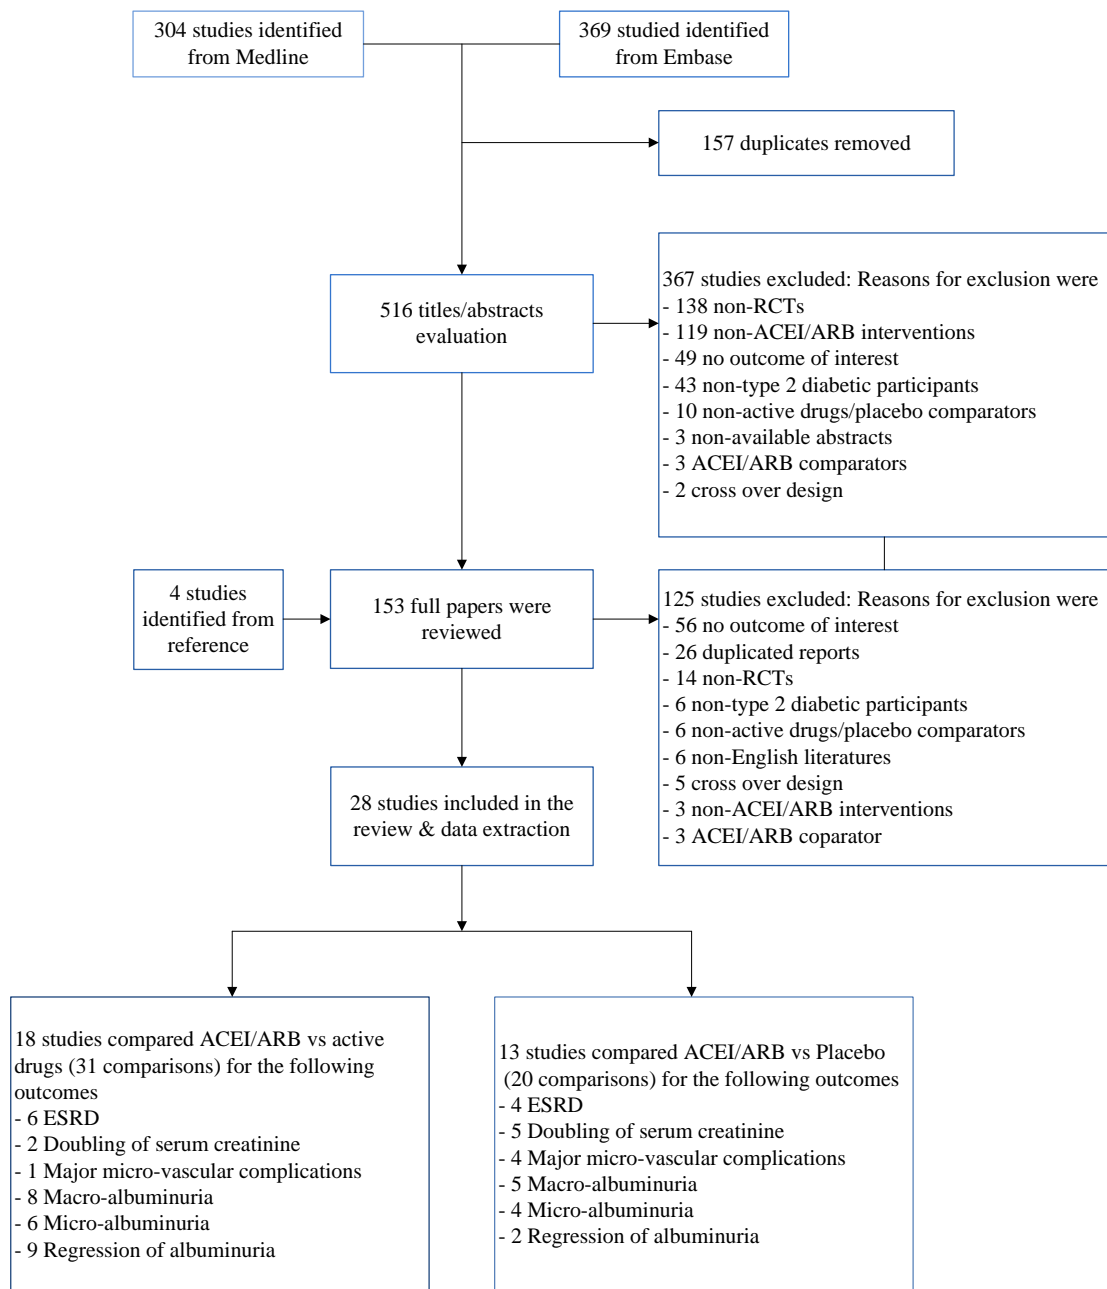 304 studies identified
from Medline
369 studied identified
from Embase
157 duplicates removed
516 titles/abstracts
evaluation
367 studies excluded: Reasons for exclusion were
- 138 non-RCTs
- 119 non-ACEI/ARB interventions
- 49 no outcome of interest
- 43 non-type 2 diabetic participants
- 10 non-active drugs/placebo comparators
- 3 non-available abstracts
- 3 ACEI/ARB comparators
- 2 cross over design
4 studies
identified from
reference
153 full papers were
reviewed
125 studies excluded: Reasons for exclusion were
- 56 no outcome of interest
- 26 duplicated reports
- 14 non-RCTs
- 6 non-type 2 diabetic participants
- 6 non-active drugs/placebo comparators
- 6 non-English literatures
- 5 cross over design
- 3 non-ACEI/ARB interventions
- 3 ACEI/ARB coparator
28 studies included in the
review & data extraction
18 studies compared ACEI/ARB vs active
drugs (31 comparisons) for the following
outcomes
- 6 ESRD
- 2 Doubling of serum creatinine
- 1 Major micro-vascular complications
- 8 Macro-albuminuria
- 6 Micro-albuminuria
- 9 Regression of albuminuria
13 studies compared ACEI/ARB vs Placebo
(20 comparisons) for the following outcomes
- 4 ESRD
- 5 Doubling of serum creatinine
- 4 Major micro-vascular complications
- 5 Macro-albuminuria
- 4 Micro-albuminuria
- 2 Regression of albuminuria